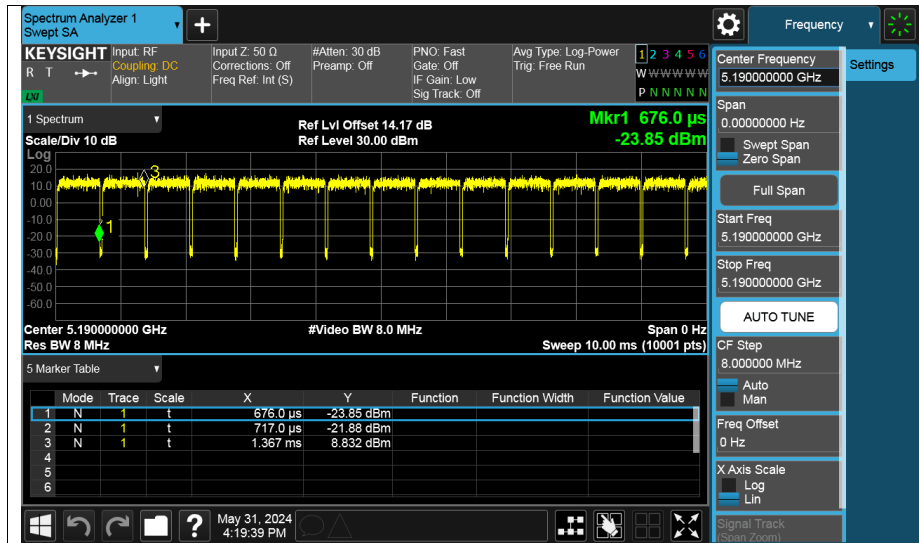 Spectrum Analyzer 1
Swept SA
+
Frequency
KEYSIGHT
R T
LXI
Input: RF
Coupling: DC
Align: Light
Input Z: 50 Ω
Corrections: Off
Freq Ref: Int (S)
#Atten: 30 dB
Preamp: Off
PNO: Fast
Gate: Off
IF Gain: Low
Sig Track: Off
Avg Type: Log-Power
Trig: Free Run
1 2 3 4 5 6
W W W W W W
P N N N N N
Settings
1 Spectrum
Scale/Div 10 dB
Ref Lvl Offset 14.17 dB
Ref Level 30.00 dBm
Mkr1 676.0 µs
-23.85 dBm
Log
20.0
10.0
0.00
-10.0
-20.0
-30.0
-40.0
-50.0
-60.0
1
3
Center 5.190000000 GHz
Res BW 8 MHz
#Video BW 8.0 MHz
Span 0 Hz
Sweep 10.00 ms (10001 pts)
5 Marker Table
Mode Trace Scale X Y Function Function Width Function Value
1 N 1 t 676.0 µs -23.85 dBm
2 N 1 t 717.0 µs -21.88 dBm
3 N 1 t 1.367 ms 8.832 dBm
4
5
6
?
May 31, 2024
4:19:39 PM
Center Frequency
5.190000000 GHz
Span
0.00000000 Hz
Swept Span
Zero Span
Full Span
Start Freq
5.190000000 GHz
Stop Freq
5.190000000 GHz
AUTO TUNE
CF Step
8.000000 MHz
Auto
Man
Freq Offset
0 Hz
X Axis Scale
Log
Lin
Signal Track
(Span Zoom)